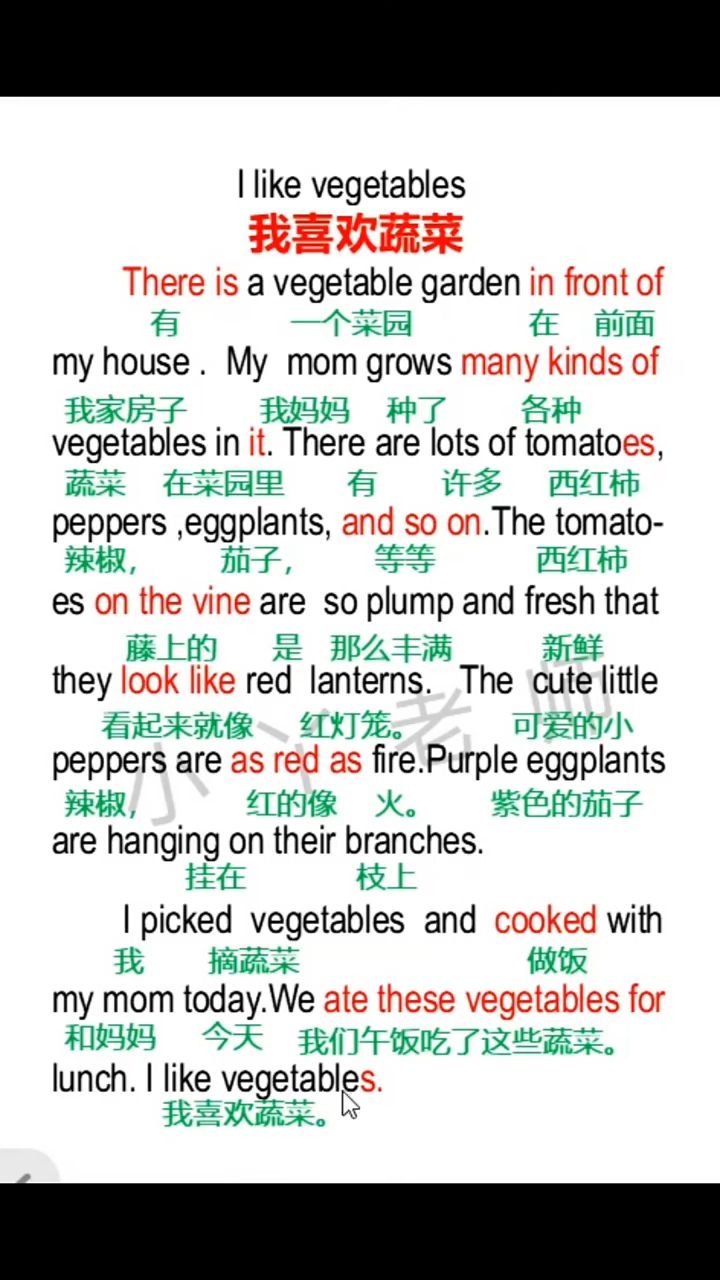 I like vegetables
我喜欢蔬菜
There is a vegetable garden in front of
有 一个菜园 在 前面
my house . My mom grows many kinds of
我家房子 我妈妈 种了 各种
vegetables in it. There are lots of tomatoes,
蔬菜 在菜园里 有 许多 西红柿
peppers ,eggplants, and so on.The tomato-
辣椒， 茄子， 等等 西红柿
es on the vine are so plump and fresh that
藤上的 是 那么丰满 新鲜
they look like red lanterns. The cute little
看起来就像 红灯笼。 可爱的小
peppers are as red as fire.Purple eggplants
辣椒， 红的像 火。 紫色的茄子
are hanging on their branches.
挂在 枝上
I picked vegetables and cooked with
我 摘蔬菜 做饭
my mom today.We ate these vegetables for
和妈妈 今天 我们午饭吃了这些蔬菜。
lunch. I like vegetables.
我喜欢蔬菜。
小丫老师